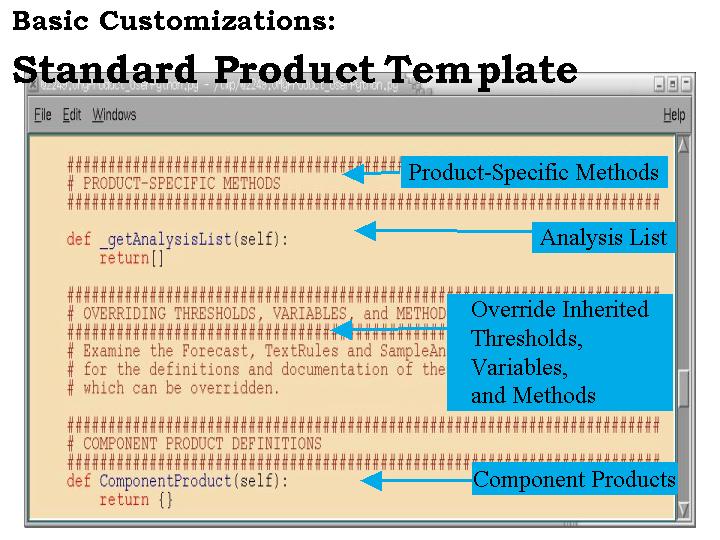 Basic Customizations:
Standard Product Template
File Edit Windows Help
########################################
# PRODUCT-SPECIFIC METHODS
########################################################################
Product-Specific Methods
def _getAnalysisList(self):
return[]
Analysis List
########################################################################
# OVERRIDING THRESHOLDS, VARIABLES, and METHOD
########################################################################
# Examine the Forecast, TextRules and SampleAn
# for the definitions and documentation of the
# which can be overridden.
Override Inherited
Thresholds,
Variables,
and Methods
########################################################################
# COMPONENT PRODUCT DEFINITIONS
########################################################################
def ComponentProduct(self):
return {}
Component Products